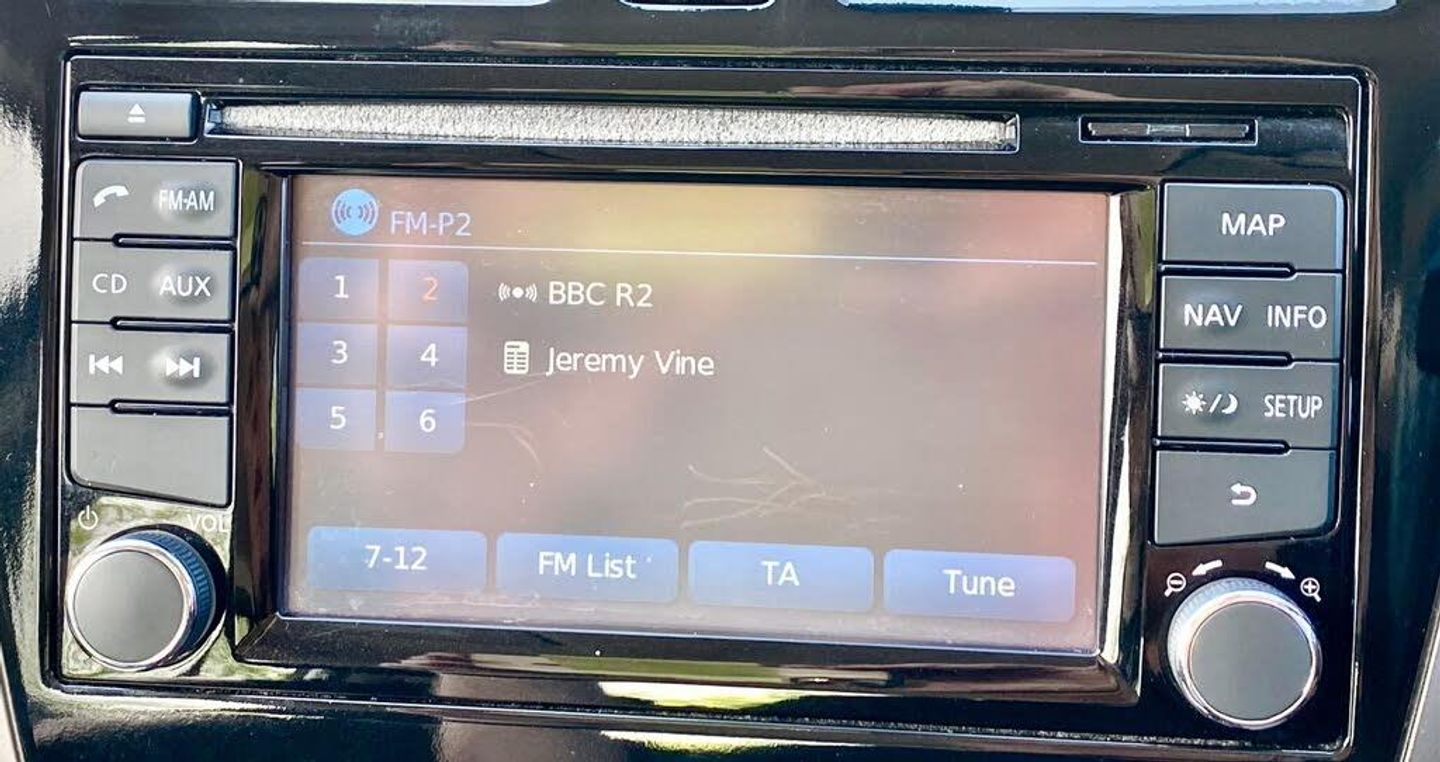 FM-AM
CD AUX
VOL
FM-P2
1 2
3 4
5 6
BBC R2
Jeremy Vine
7-12 FM List TA Tune
MAP
NAV INFO
SETUP